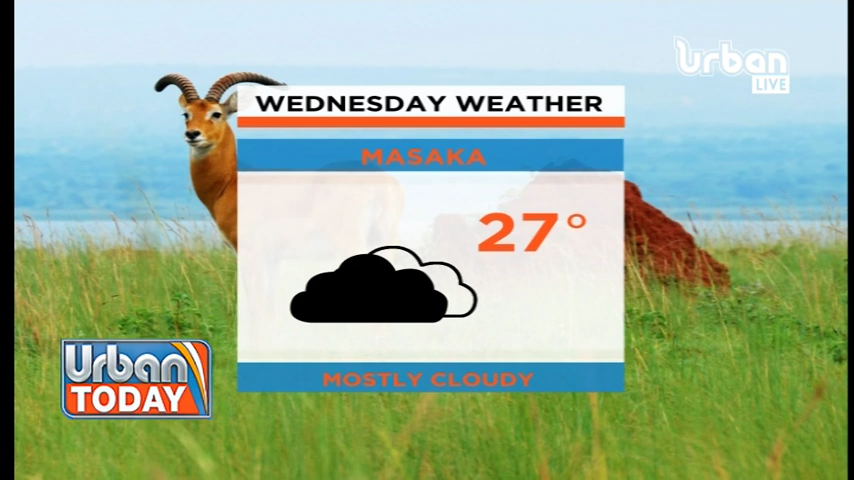 Urban
LIVE
WEDNESDAY WEATHER
MASAKA
27°
MOSTLY CLOUDY
Urban
TODAY